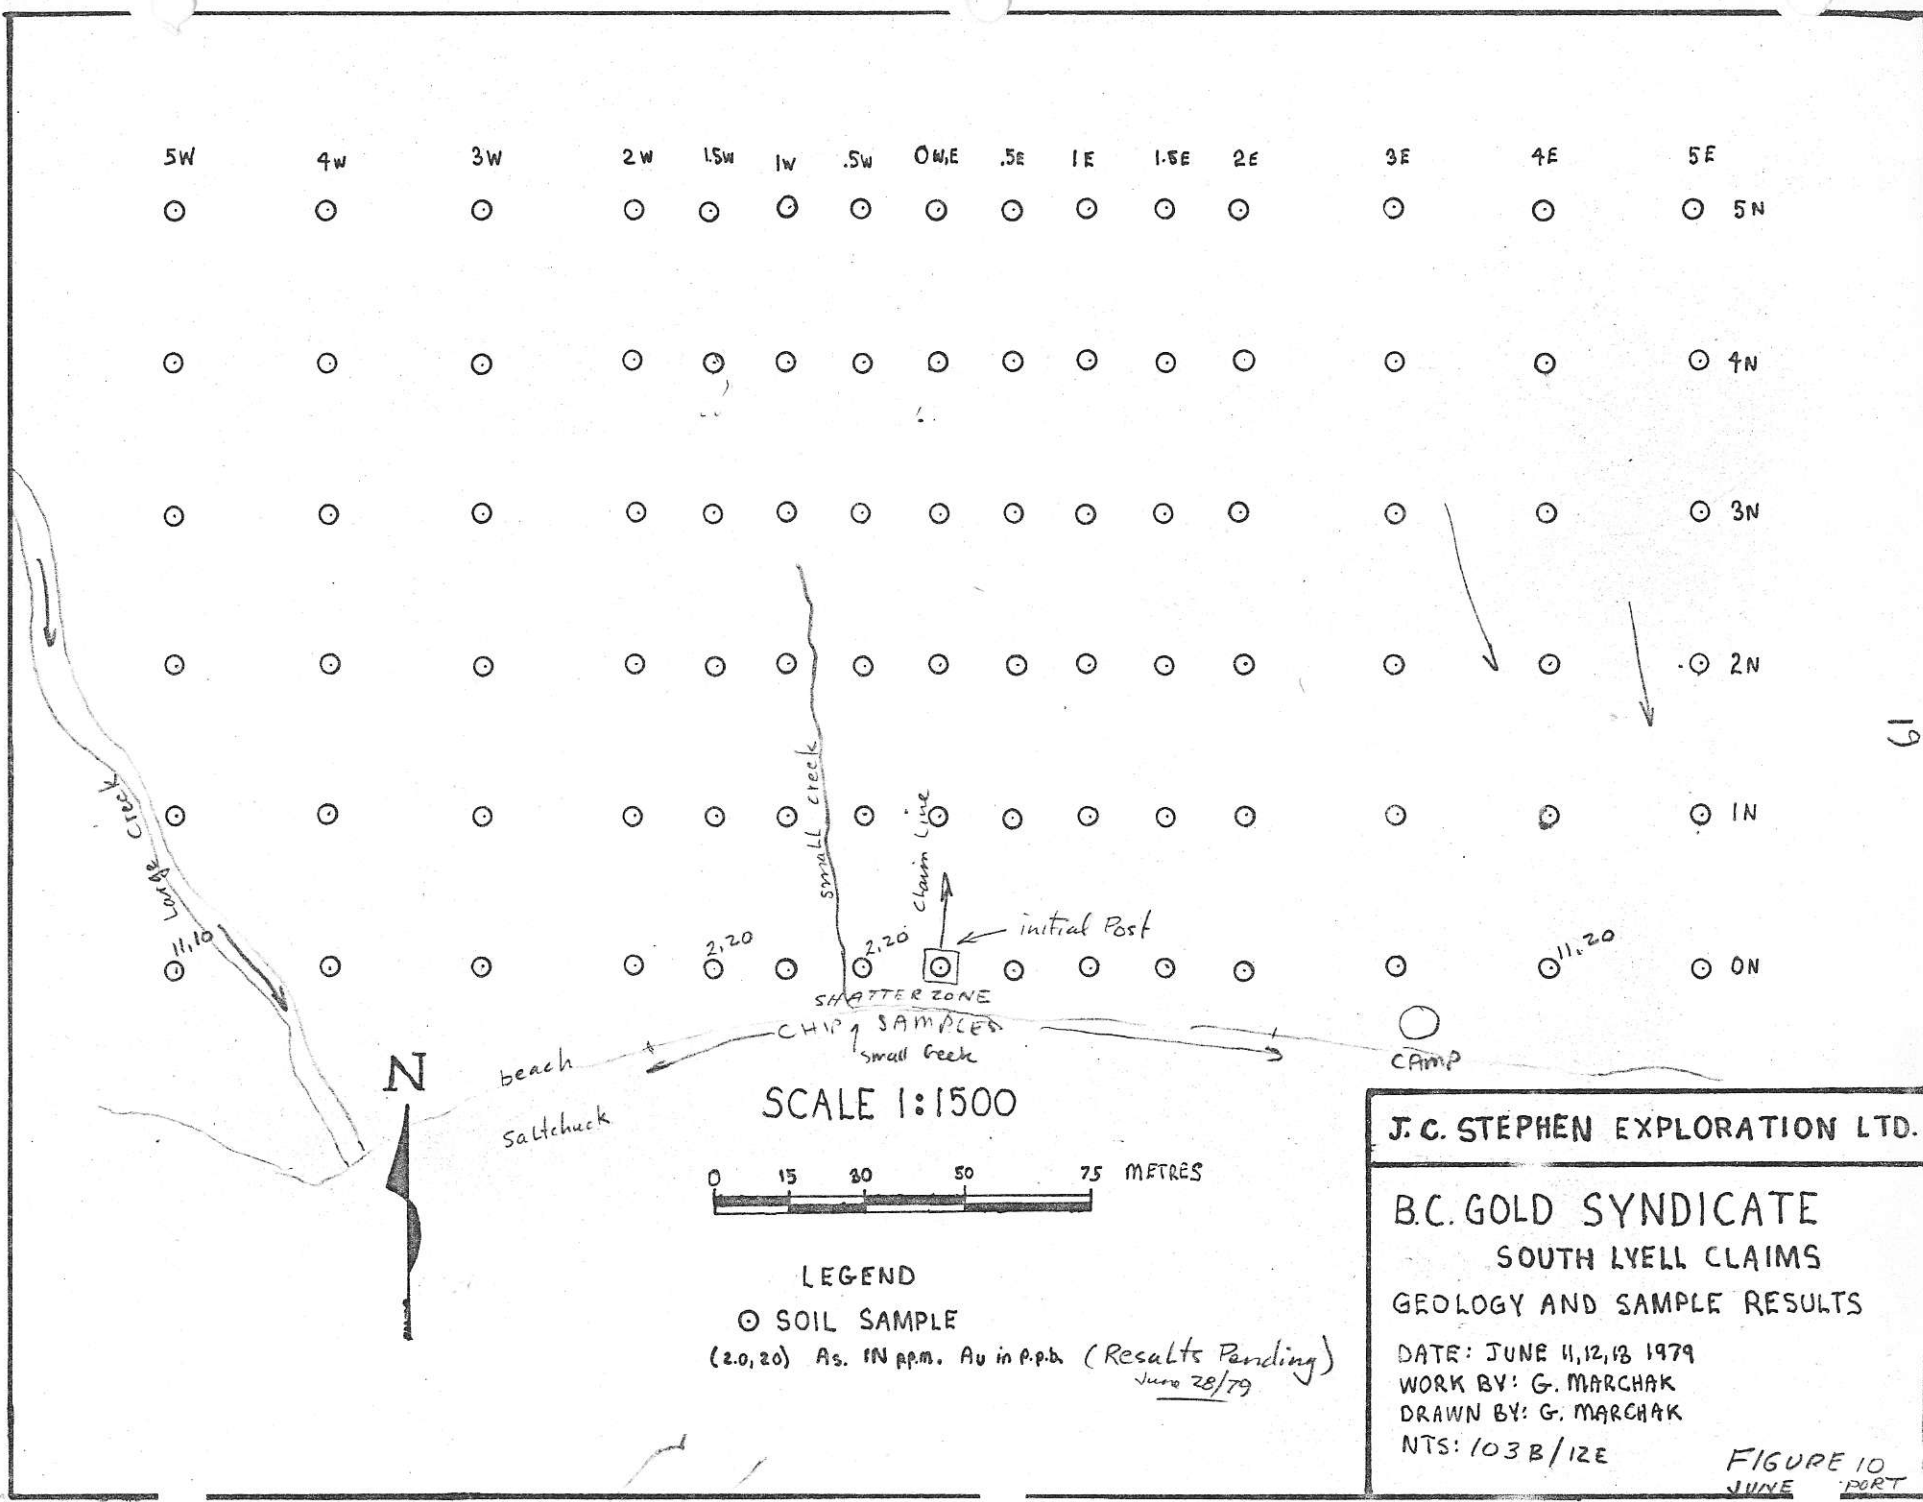 5W 4W 3W 2W 1.5W 1W .5W 0W,E .5E 1E 1.5E 2E 3E 4E 5E
5N
4N
3N
2N
19
1N
Large Creek
small creek
Claim Line
initial Post
11,10 2,20 2,20 11,20
0N
SHATTER ZONE
CHIP SAMPLES
small Creek
CAMP
N
beach
Saltchuck
SCALE 1:1500
0 15 30 50 75 METRES
LEGEND
SOIL SAMPLE
(2.0,20) As. IN ppm. Au in p.p.b. (Results Pending)
June 28/79
J.C. STEPHEN EXPLORATION LTD.
B.C. GOLD SYNDICATE
SOUTH LYELL CLAIMS
GEOLOGY AND SAMPLE RESULTS
DATE: JUNE 11,12,13 1979
WORK BY: G. MARCHAK
DRAWN BY: G. MARCHAK
NTS: 103B/12E
FIGURE 10
JUNE PORT